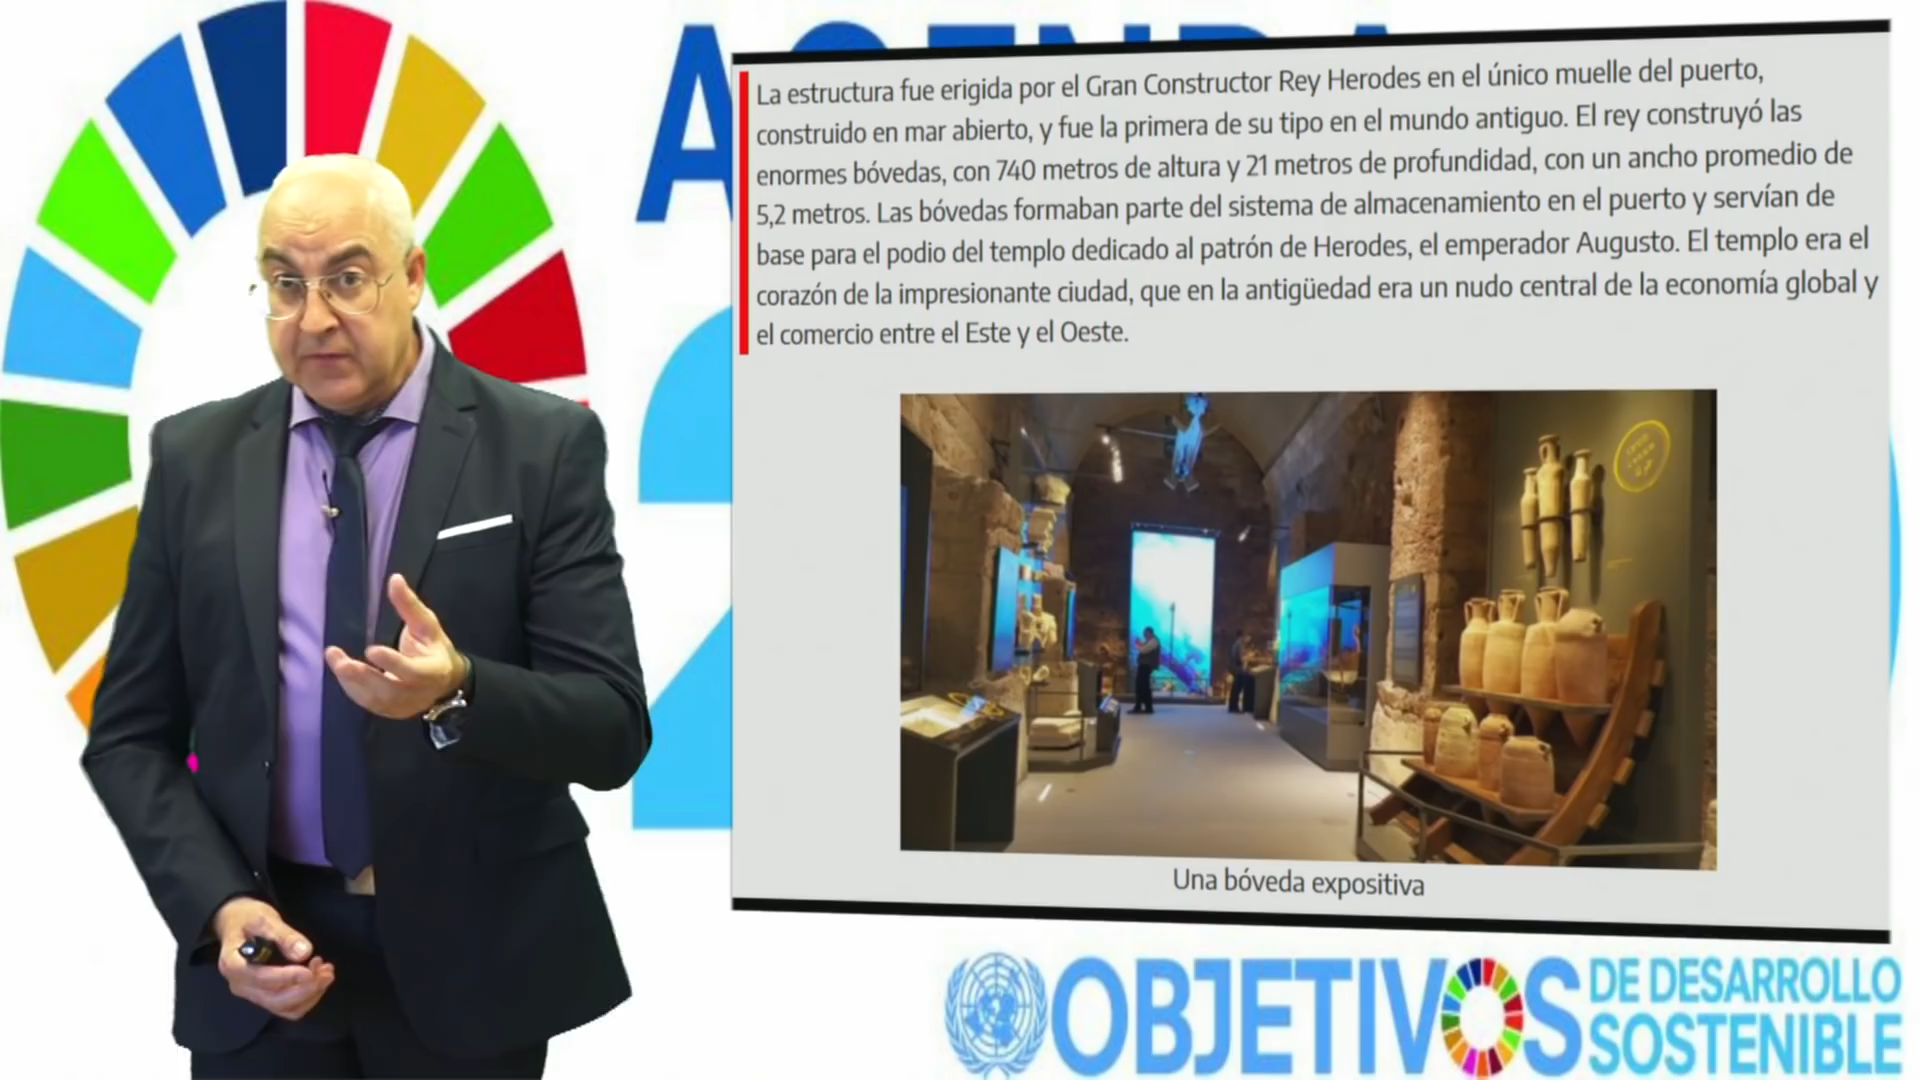 AGENDA
La estructura fue erigida por el Gran Constructor Rey Herodes en el único muelle del puerto,
construido en mar abierto, y fue la primera de su tipo en el mundo antiguo. El rey construyó las
enormes bóvedas, con 740 metros de altura y 21 metros de profundidad, con un ancho promedio de
5,2 metros. Las bóvedas formaban parte del sistema de almacenamiento en el puerto y servían de
base para el podio del templo dedicado al patrón de Herodes, el emperador Augusto. El templo era el
corazón de la impresionante ciudad, que en la antigüedad era un nudo central de la economía global y
el comercio entre el Este y el Oeste.
Una bóveda expositiva
OBJETIVOS
DE DESARROLLO
SOSTENIBLE